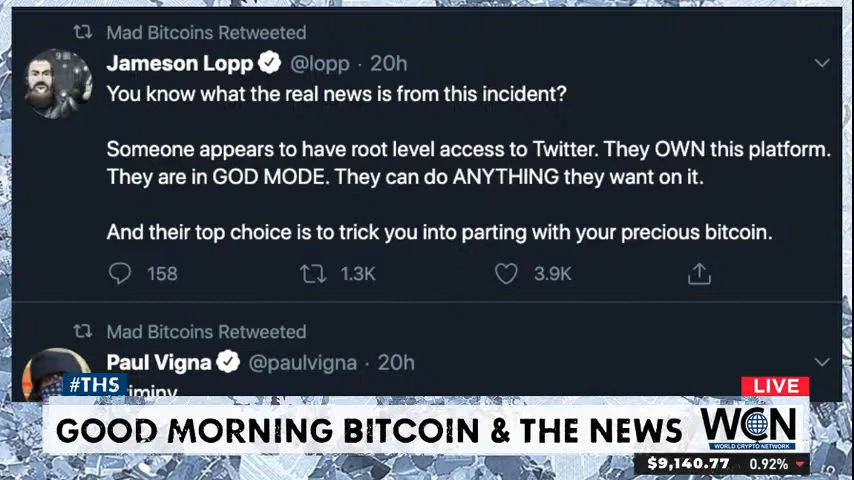 Mad Bitcoins Retweeted
Jameson Lopp @lopp · 20h
You know what the real news is from this incident?
Someone appears to have root level access to Twitter. They OWN this platform.
They are in GOD MODE. They can do ANYTHING they want on it.
And their top choice is to trick you into parting with your precious bitcoin.
158 1.3K 3.9K
Mad Bitcoins Retweeted
Paul Vigna @paulvigna · 20h
#THS
LIVE
GOOD MORNING BITCOIN & THE NEWS
WCN
WORLD CRYPTO NETWORK
$9,140.77 0.92%